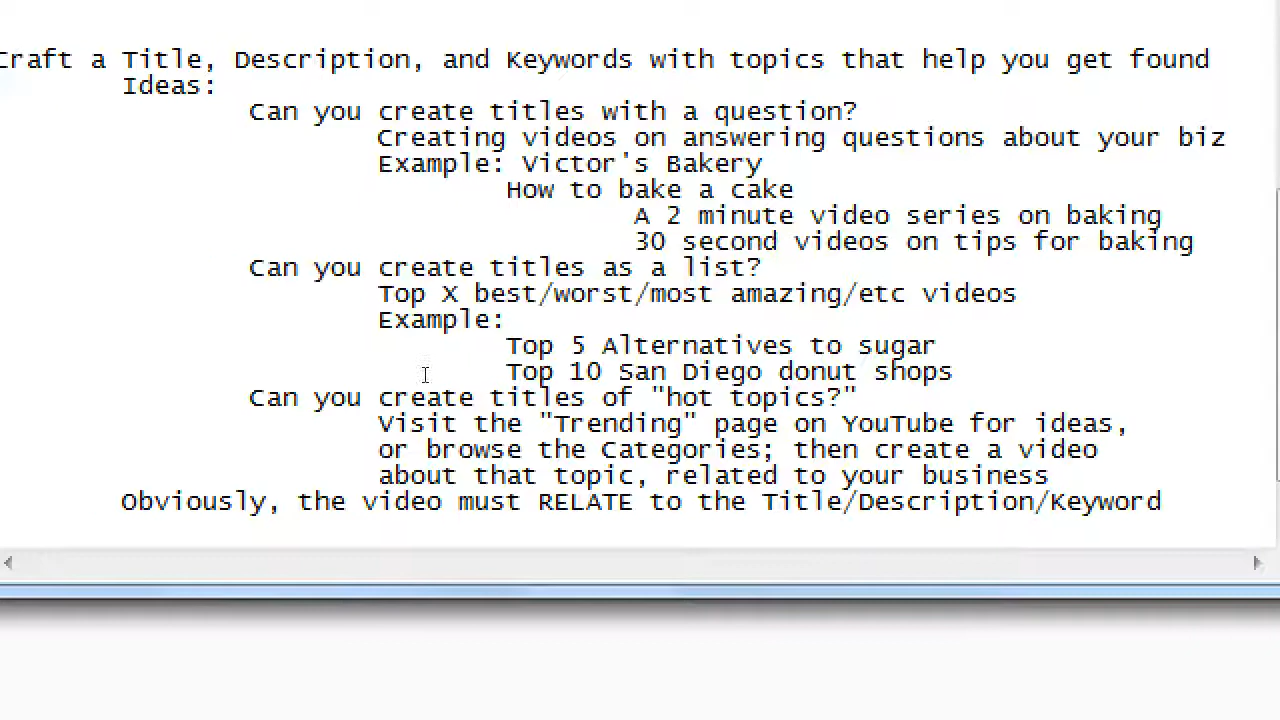 Craft a Title, Description, and Keywords with topics that help you get found
Ideas:
Can you create titles with a question?
Creating videos on answering questions about your biz
Example: Victor's Bakery
How to bake a cake
A 2 minute video series on baking
30 second videos on tips for baking
Can you create titles as a list?
Top X best/worst/most amazing/etc videos
Example:
Top 5 Alternatives to sugar
Top 10 San Diego donut shops
Can you create titles of "hot topics?"
Visit the "Trending" page on YouTube for ideas,
or browse the Categories; then create a video
about that topic, related to your business
Obviously, the video must RELATE to the Title/Description/Keyword